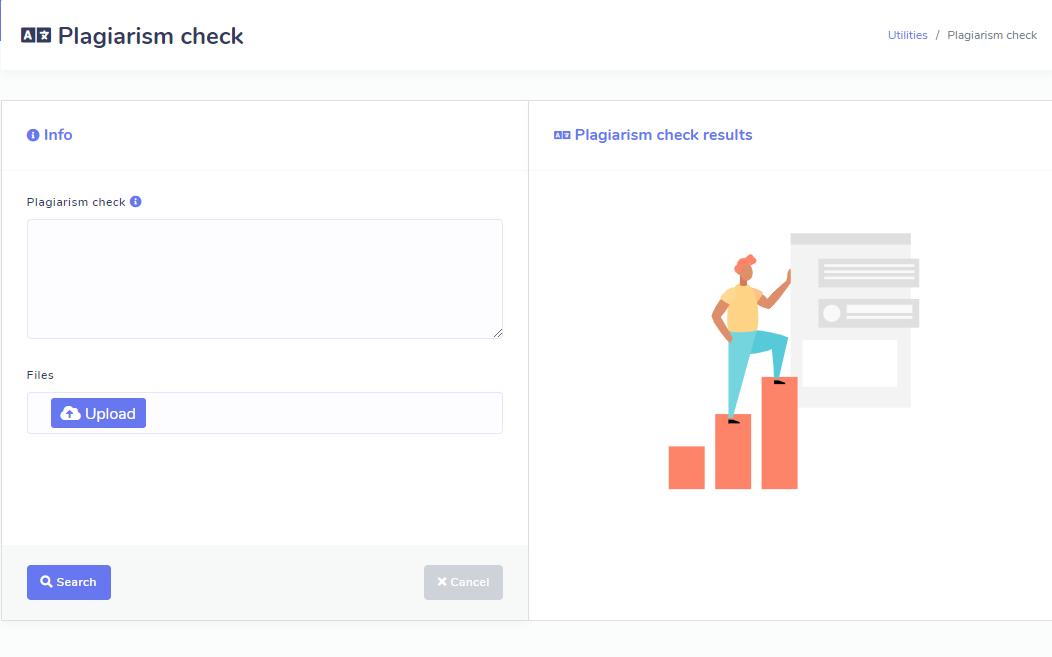 Plagiarism check
Utilities / Plagiarism check
Info
Plagiarism check results
Plagiarism check
Files
Upload
Search
Cancel